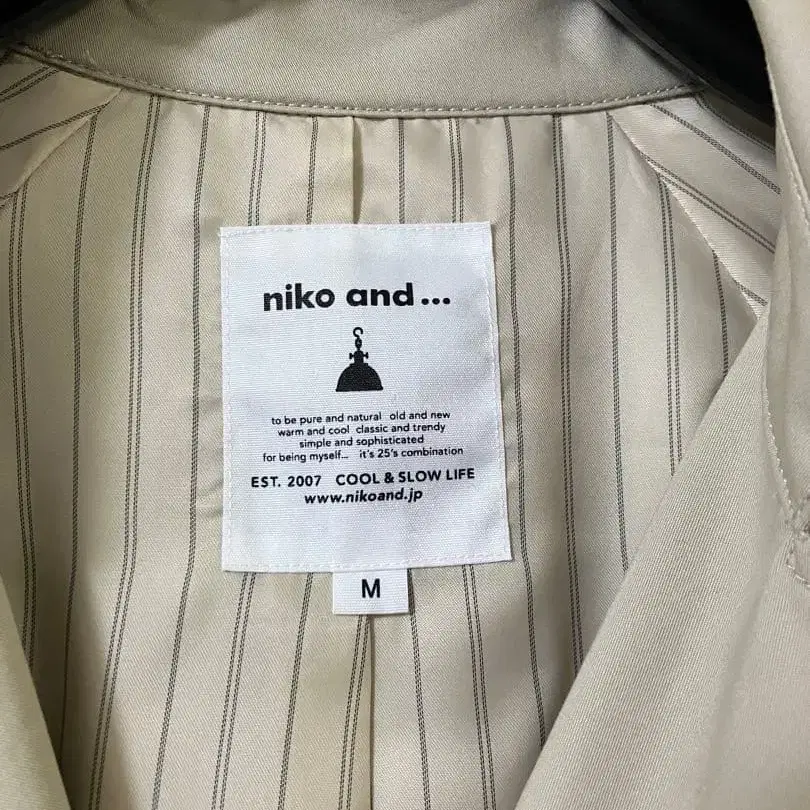 niko and...
to be pure and natural old and new
warm and cool classic and trendy
simple and sophisticated
for being myself... it's 25's combination
EST. 2007 COOL & SLOW LIFE
www.nikoand.jp
M